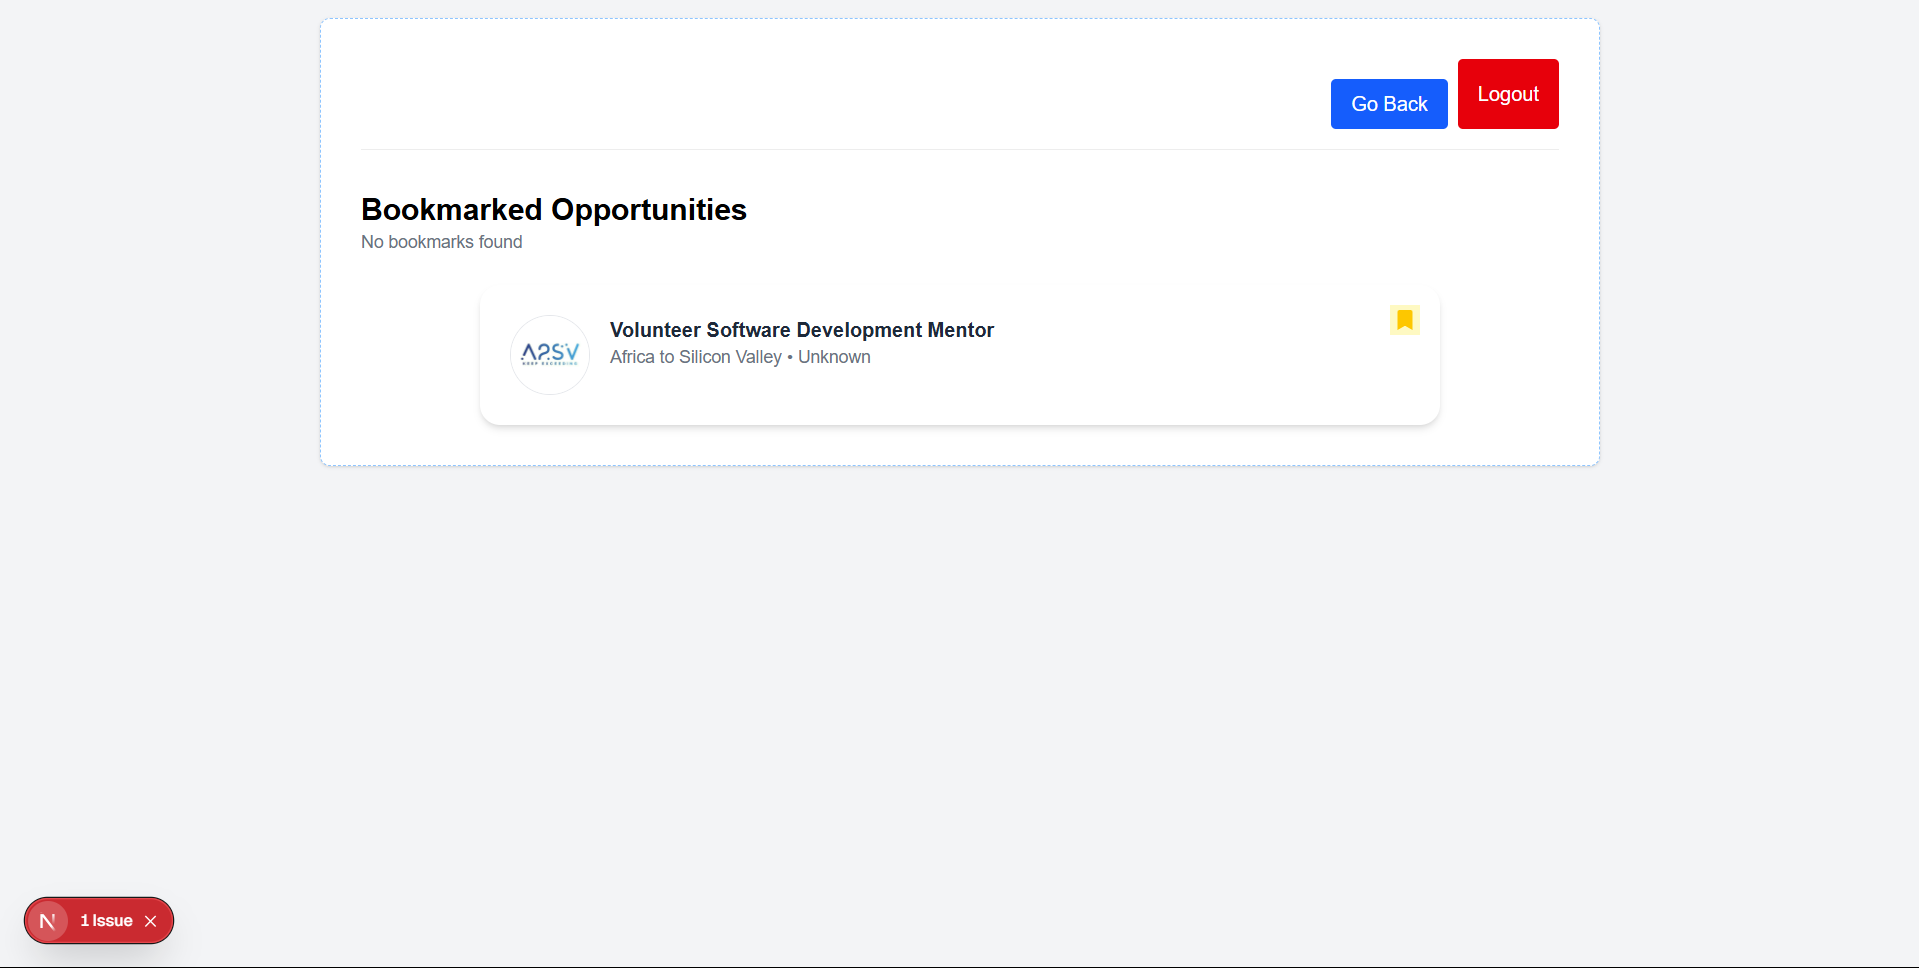 Go Back
Logout
Bookmarked Opportunities
No bookmarks found
Volunteer Software Development Mentor
Africa to Silicon Valley • Unknown
A2SV
1 Issue